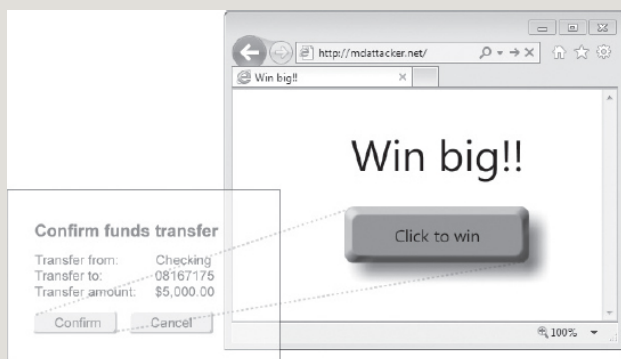 http://mdattacker.net/
Win big!!
Win big!!
Click to win
Confirm funds transfer
Transfer from: Checking
Transfer to: 08167175
Transfer amount: $5,000.00
Confirm Cancel
100%